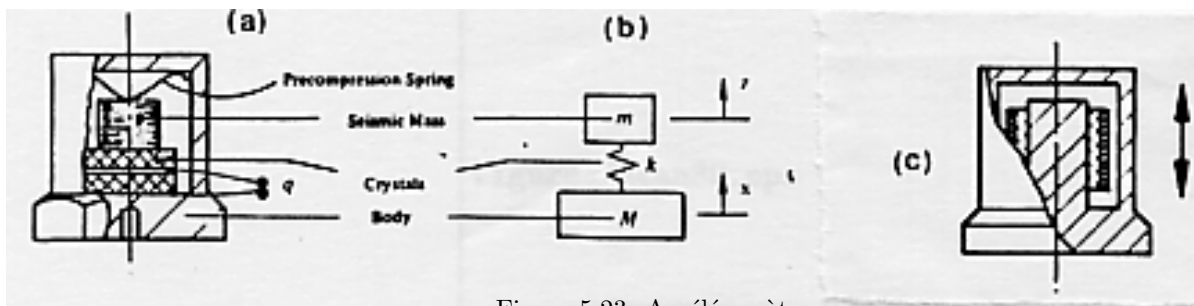 (a)
(b)
Precompression Spring
Seismic Mass
m
y
k
Crystals
q
x
Body
M
(c)